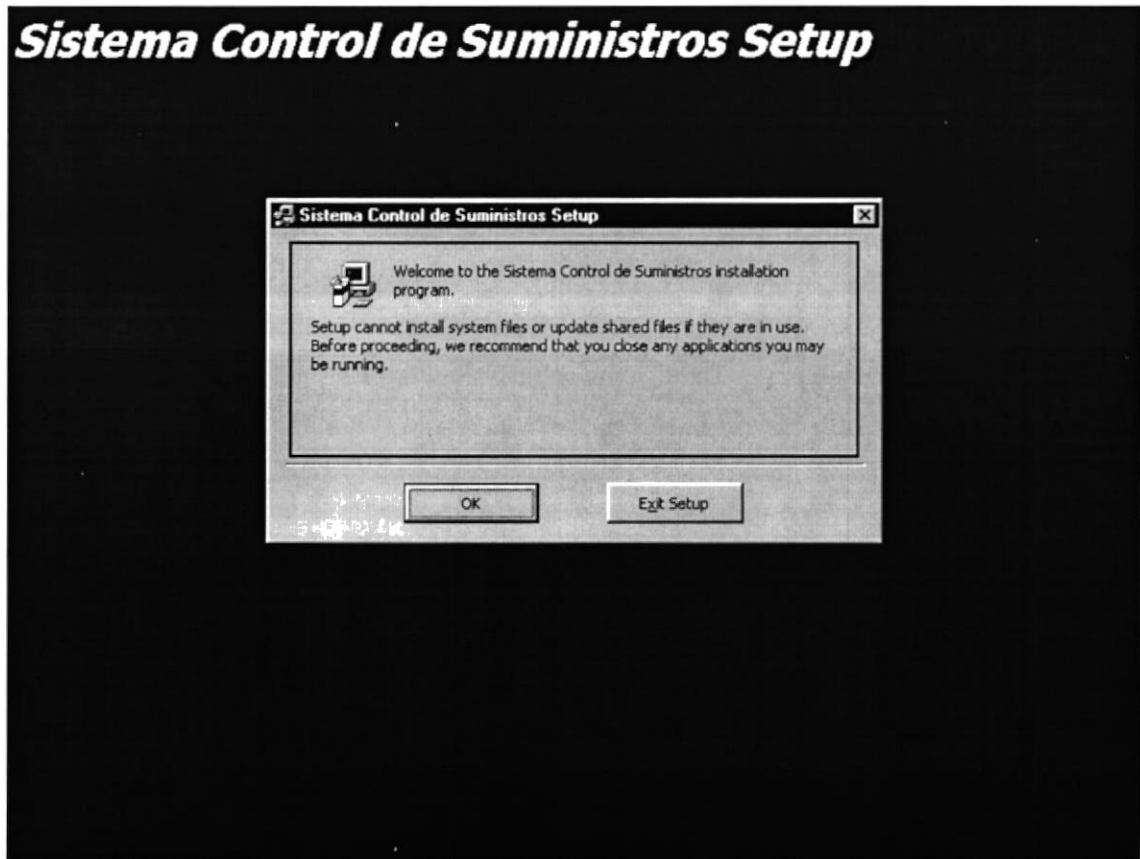 Sistema Control de Suministros Setup
Sistema Control de Suministros Setup
Welcome to the Sistema Control de Suministros installation
program.
Setup cannot install system files or update shared files if they are in use.
Before proceeding, we recommend that you close any applications you may
be running.
OK
Exit Setup